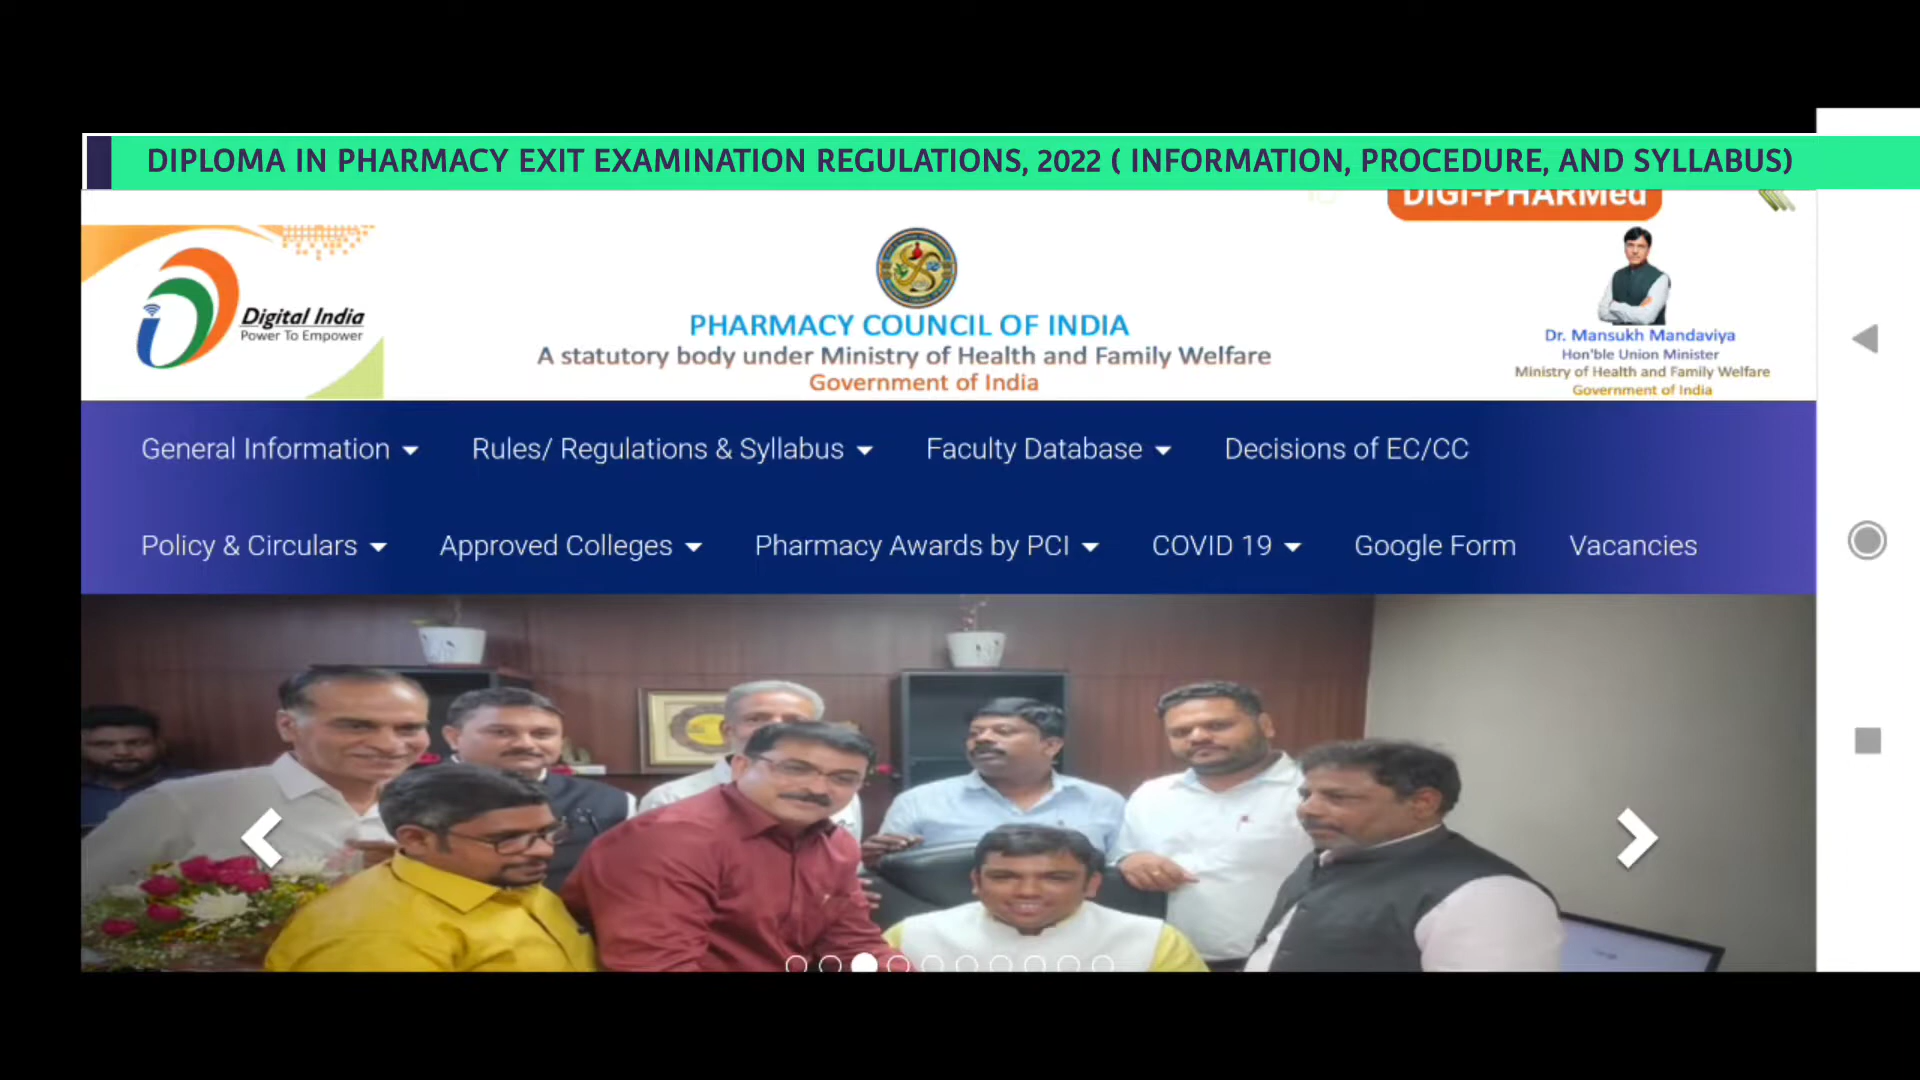 DIPLOMA IN PHARMACY EXIT EXAMINATION REGULATIONS, 2022 ( INFORMATION, PROCEDURE, AND SYLLABUS)
DIGI-PHARMed
Digital India
Power To Empower
PHARMACY COUNCIL OF INDIA
A statutory body under Ministry of Health and Family Welfare
Government of India
Dr. Mansukh Mandaviya
Hon'ble Union Minister
Ministry of Health and Family Welfare
Government of India
General Information Rules/ Regulations & Syllabus Faculty Database Decisions of EC/CC
Policy & Circulars Approved Colleges Pharmacy Awards by PCI COVID 19 Google Form Vacancies